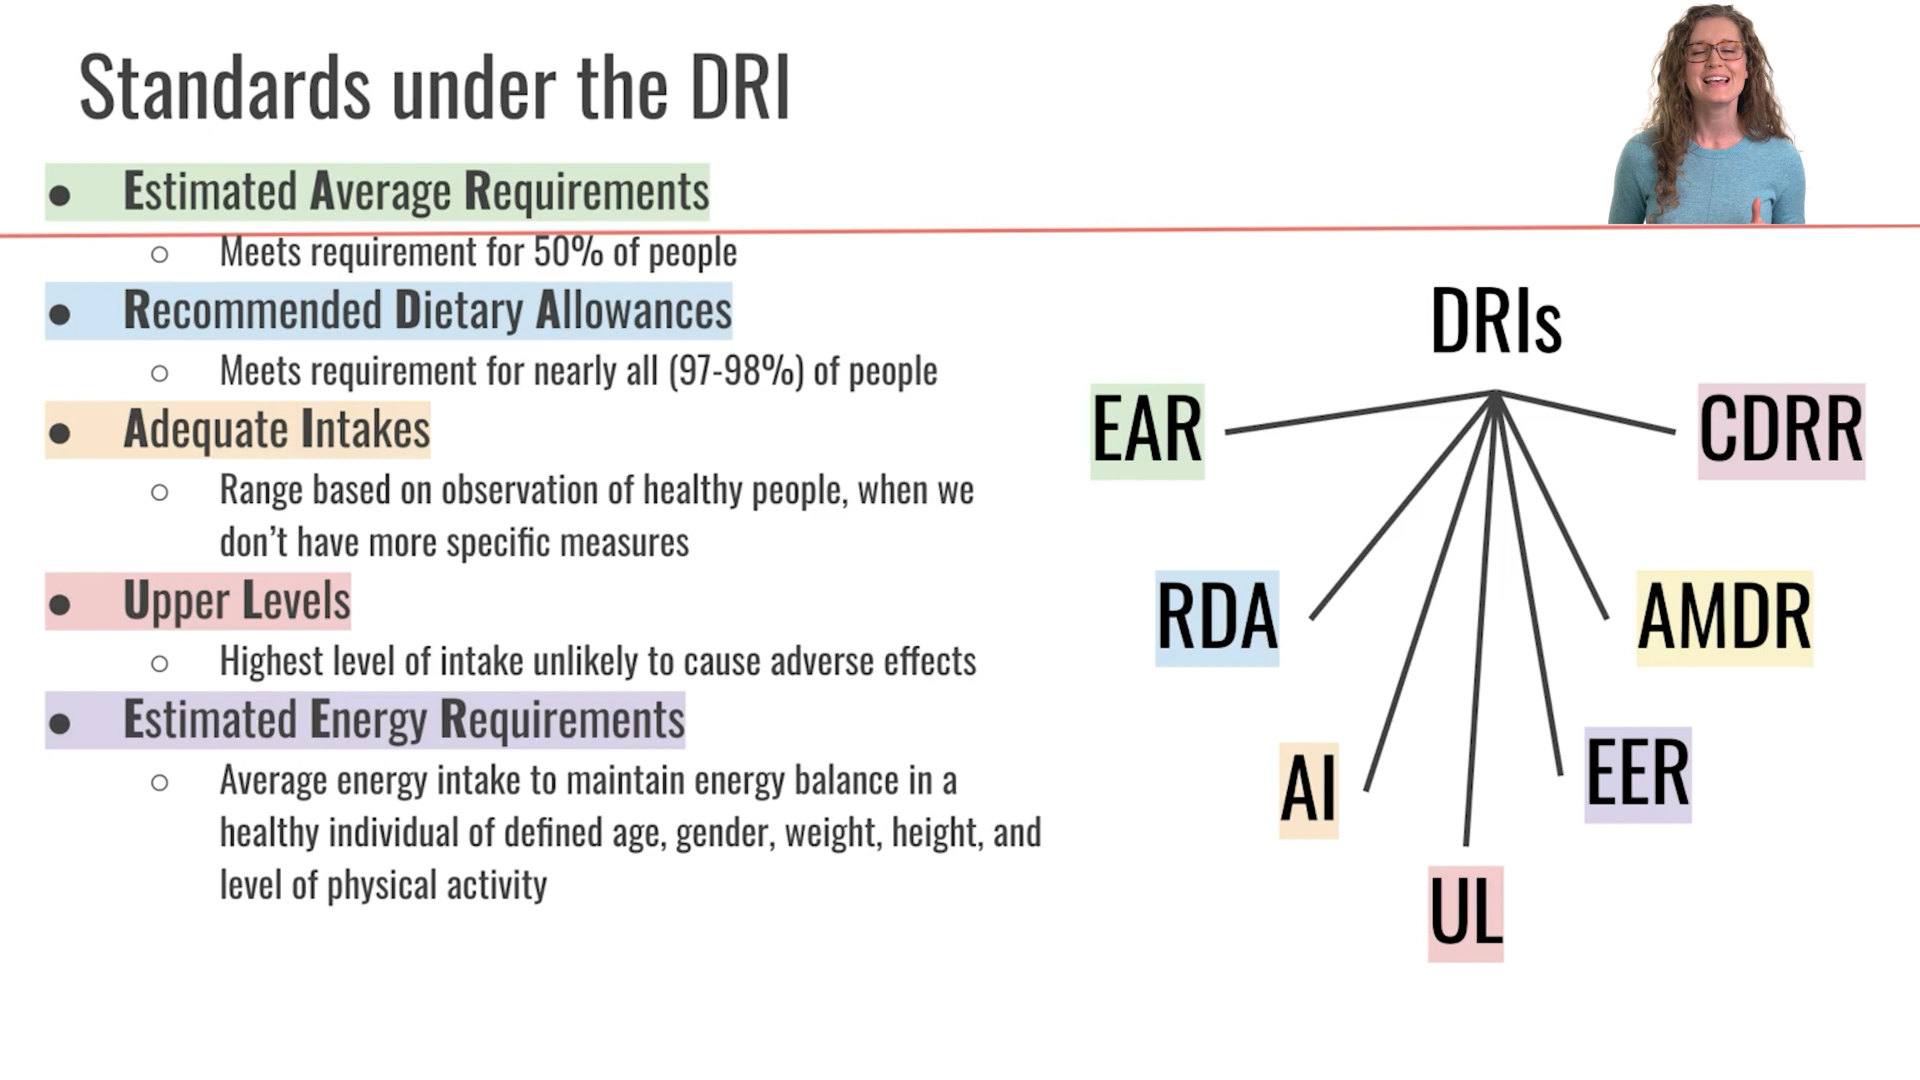 Standards under the DRI
● Estimated Average Requirements
○ Meets requirement for 50% of people
● Recommended Dietary Allowances
○ Meets requirement for nearly all (97-98%) of people
● Adequate Intakes
○ Range based on observation of healthy people, when we
don’t have more specific measures
● Upper Levels
○ Highest level of intake unlikely to cause adverse effects
● Estimated Energy Requirements
○ Average energy intake to maintain energy balance in a
healthy individual of defined age, gender, weight, height, and
level of physical activity
DRIs
EAR
CDRR
RDA
AMDR
AI
EER
UL